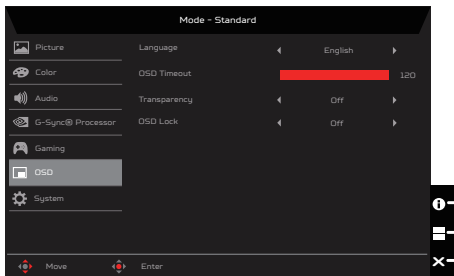 Mode - Standard
Picture
Language
English
Color
OSD Timeout
120
Audio
Transparency
Off
G-Sync® Processor
OSD Lock
Off
Gaming
OSD
System
Move
Enter